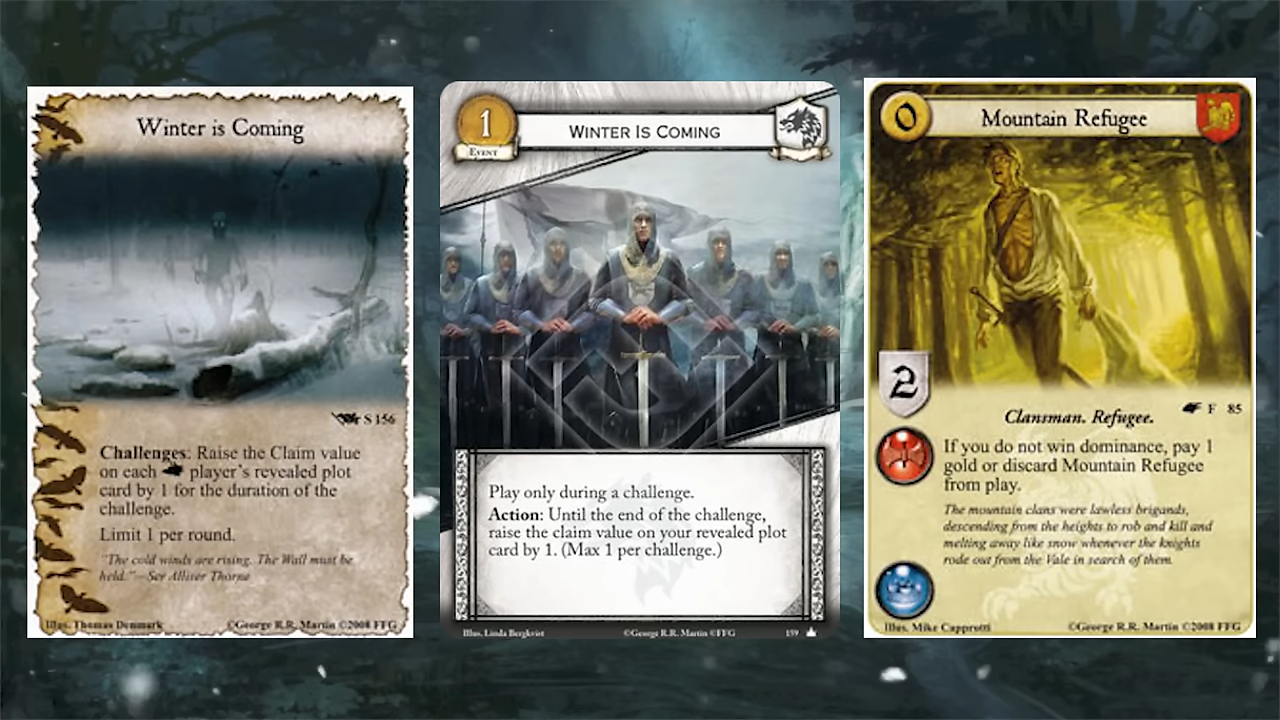 Winter is Coming
S 156
Challenges: Raise the Claim value
on each player's revealed plot
card by 1 for the duration of the
challenge.
Limit 1 per round.
"The cold winds are rising. The Wall must be
held."—Ser Alliser Thorne
Illus. Thomas Denmark ©George R.R. Martin ©2008 FFG
1
EVENT
WINTER IS COMING
Play only during a challenge.
Action: Until the end of the challenge,
raise the claim value on your revealed plot
card by 1. (Max 1 per challenge.)
Illus. Linda Bergkvist ©George R.R. Martin ©FFG 159
0
Mountain Refugee
2
F 85
Clansman. Refugee.
If you do not win dominance, pay 1
gold or discard Mountain Refugee
from play.
The mountain clans were lawless brigands,
descending from the heights to rob and kill and
melting away like snow whenever the knights
rode out from the Vale in search of them.
Illus. Mike Capprotti ©George R.R. Martin ©2008 FFG